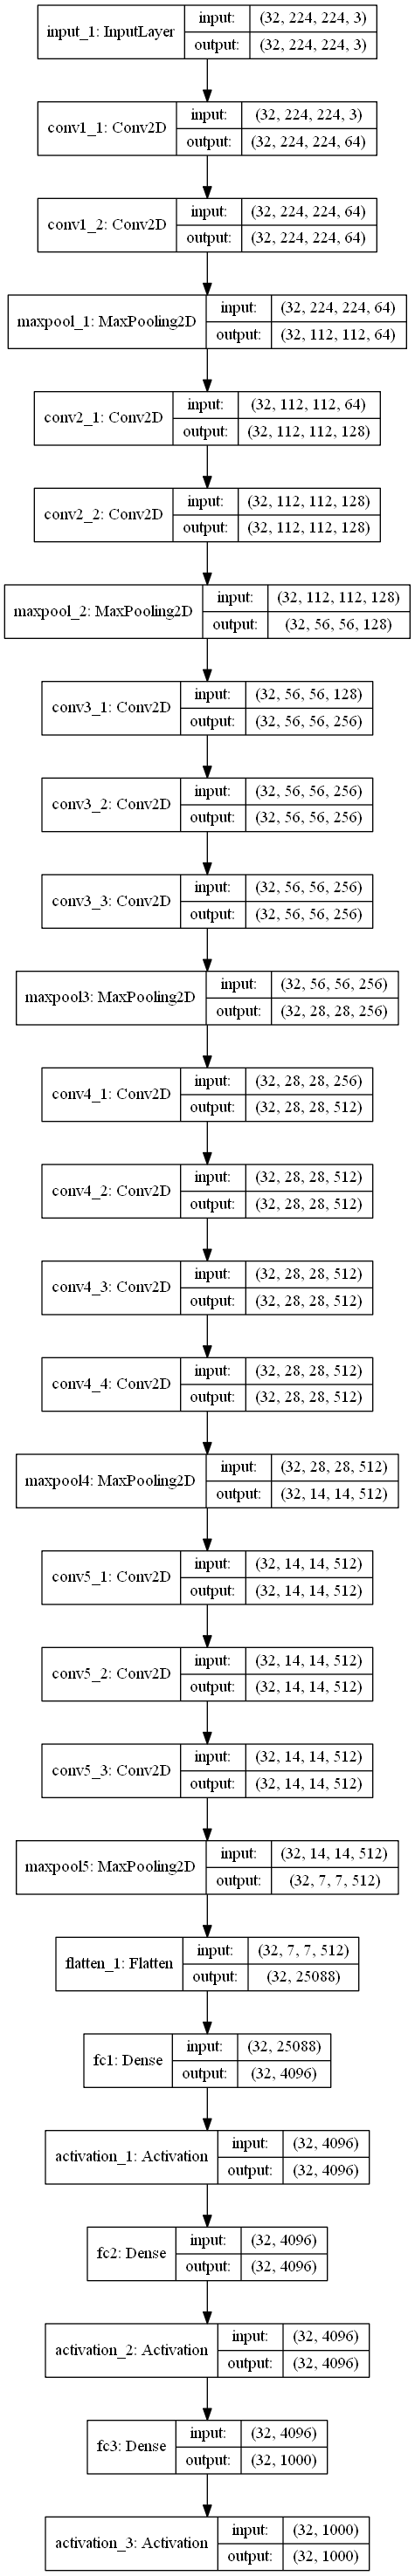 input_1: InputLayer
input: (32, 224, 224, 3)
output: (32, 224, 224, 3)
conv1_1: Conv2D
input: (32, 224, 224, 3)
output: (32, 224, 224, 64)
conv1_2: Conv2D
input: (32, 224, 224, 64)
output: (32, 224, 224, 64)
maxpool_1: MaxPooling2D
input: (32, 224, 224, 64)
output: (32, 112, 112, 64)
conv2_1: Conv2D
input: (32, 112, 112, 64)
output: (32, 112, 112, 128)
conv2_2: Conv2D
input: (32, 112, 112, 128)
output: (32, 112, 112, 128)
maxpool_2: MaxPooling2D
input: (32, 112, 112, 128)
output: (32, 56, 56, 128)
conv3_1: Conv2D
input: (32, 56, 56, 128)
output: (32, 56, 56, 256)
conv3_2: Conv2D
input: (32, 56, 56, 256)
output: (32, 56, 56, 256)
conv3_3: Conv2D
input: (32, 56, 56, 256)
output: (32, 56, 56, 256)
maxpool3: MaxPooling2D
input: (32, 56, 56, 256)
output: (32, 28, 28, 256)
conv4_1: Conv2D
input: (32, 28, 28, 256)
output: (32, 28, 28, 512)
conv4_2: Conv2D
input: (32, 28, 28, 512)
output: (32, 28, 28, 512)
conv4_3: Conv2D
input: (32, 28, 28, 512)
output: (32, 28, 28, 512)
conv4_4: Conv2D
input: (32, 28, 28, 512)
output: (32, 28, 28, 512)
maxpool4: MaxPooling2D
input: (32, 28, 28, 512)
output: (32, 14, 14, 512)
conv5_1: Conv2D
input: (32, 14, 14, 512)
output: (32, 14, 14, 512)
conv5_2: Conv2D
input: (32, 14, 14, 512)
output: (32, 14, 14, 512)
conv5_3: Conv2D
input: (32, 14, 14, 512)
output: (32, 14, 14, 512)
maxpool5: MaxPooling2D
input: (32, 14, 14, 512)
output: (32, 7, 7, 512)
flatten_1: Flatten
input: (32, 7, 7, 512)
output: (32, 25088)
fc1: Dense
input: (32, 25088)
output: (32, 4096)
activation_1: Activation
input: (32, 4096)
output: (32, 4096)
fc2: Dense
input: (32, 4096)
output: (32, 4096)
activation_2: Activation
input: (32, 4096)
output: (32, 4096)
fc3: Dense
input: (32, 4096)
output: (32, 1000)
activation_3: Activation
input: (32, 1000)
output: (32, 1000)